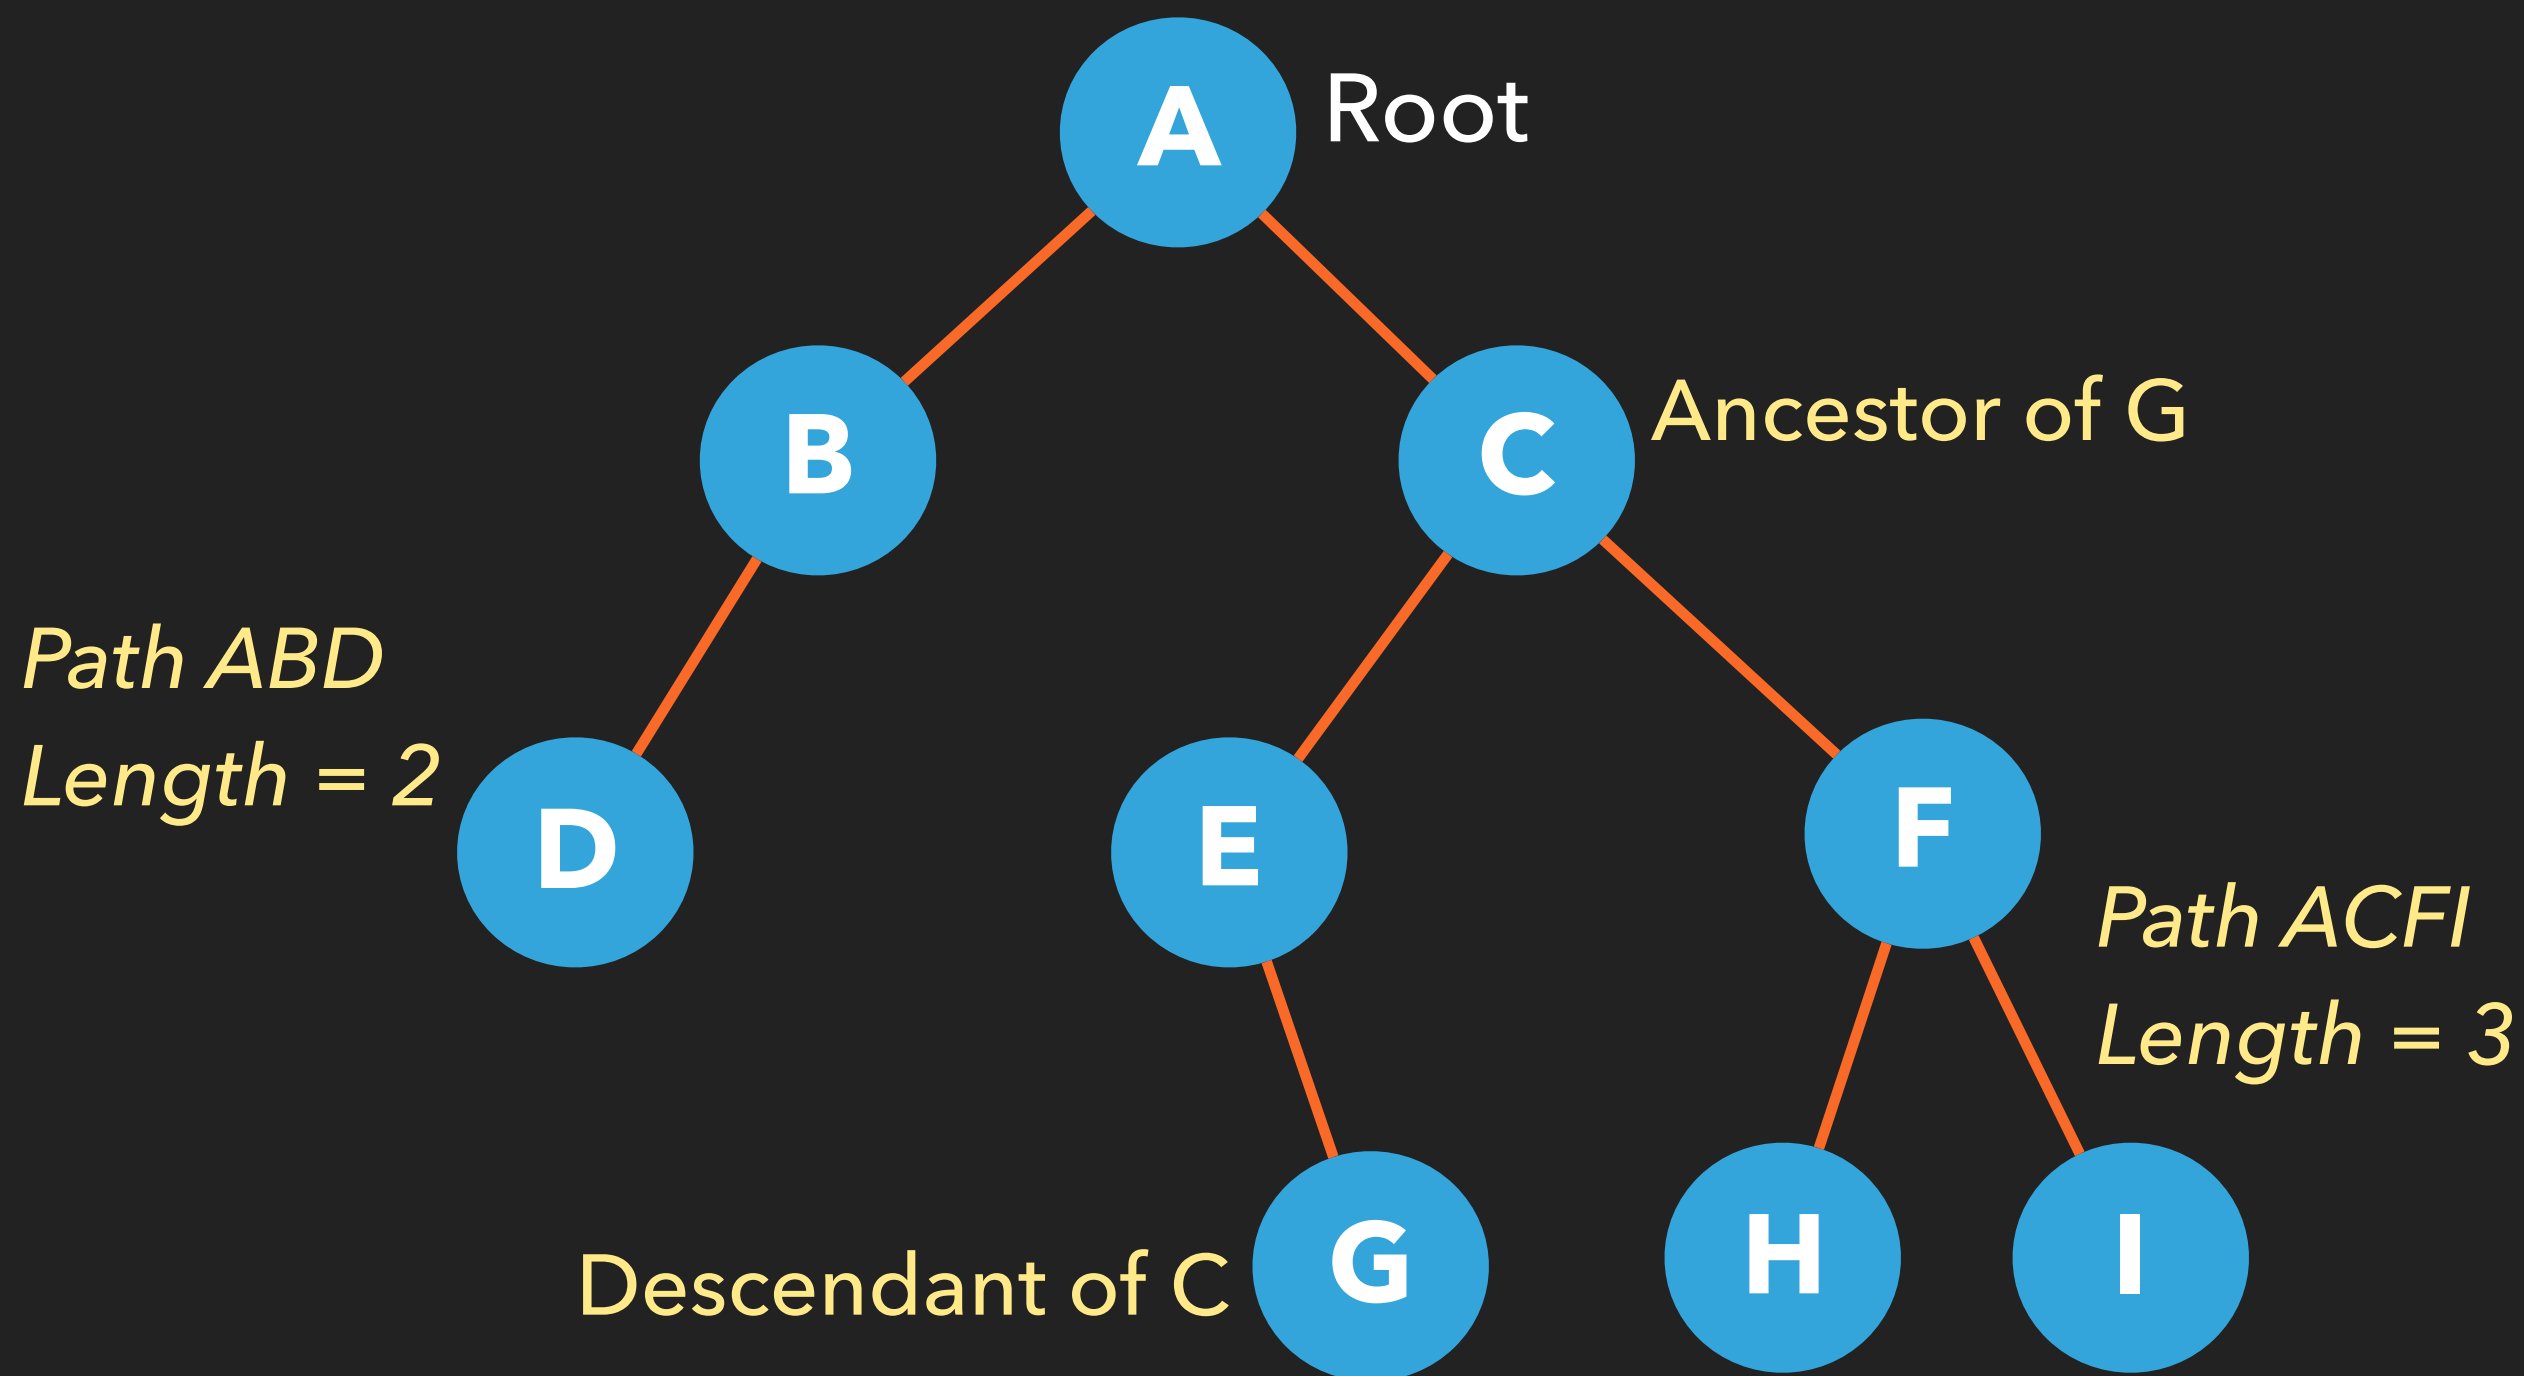 A
Root
B
C
Ancestor of G
Path ABD
Length = 2
D
E
F
Path ACFI
Length = 3
Descendant of C
G
H
I